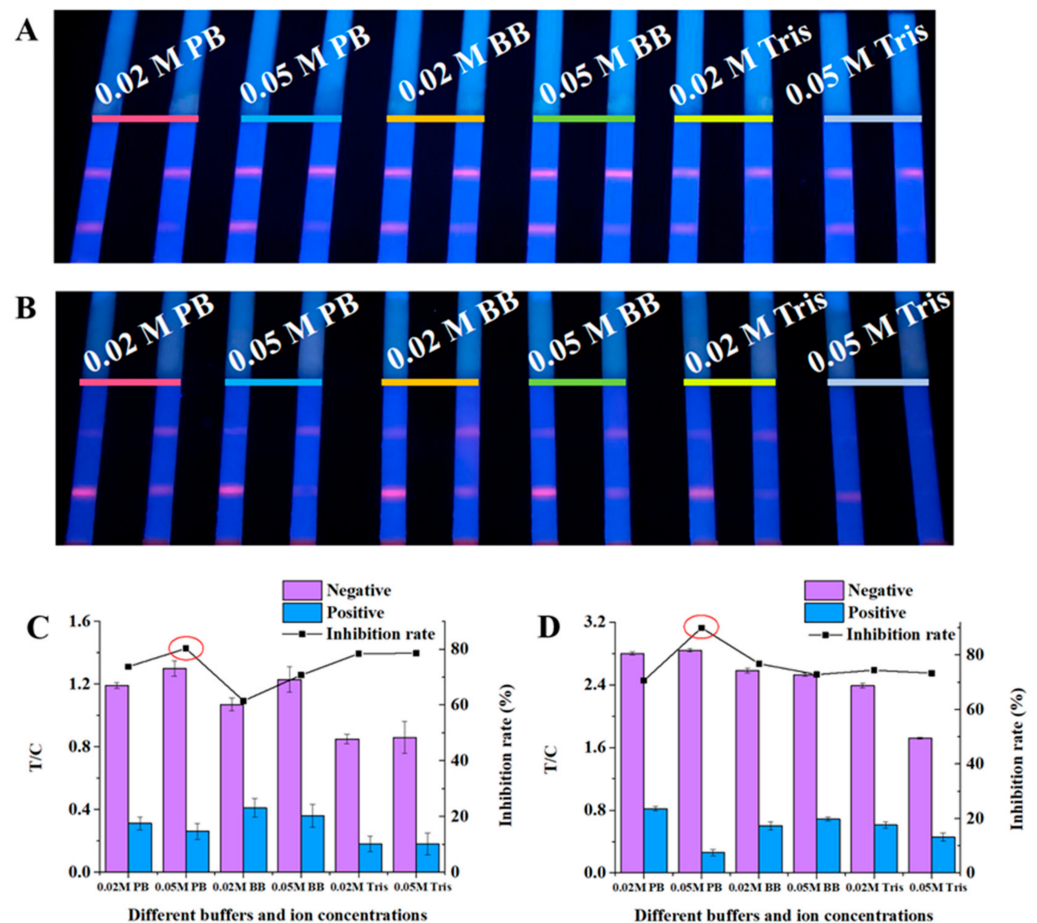 A
0.02 M PB
0.05 M PB
0.02 M BB
0.05 M BB
0.02 M Tris
0.05 M Tris
B
0.02 M PB
0.05 M PB
0.02 M BB
0.05 M BB
0.02 M Tris
0.05 M Tris
C
Negative
Positive
Inhibition rate
1.6
1.2
0.8
0.4
0.0
T/C
80
60
40
20
0
Inhibition rate (%)
0.02M PB 0.05M PB 0.02M BB 0.05M BB 0.02M Tris 0.05M Tris
Different buffers and ion concentrations
D
Negative
Positive
Inhibition rate
3.2
2.4
1.6
0.8
0.0
T/C
80
60
40
20
0
Inhibition rate (%)
0.02M PB 0.05M PB 0.02M BB 0.05M BB 0.02M Tris 0.05M Tris
Different buffers and ion concentrations